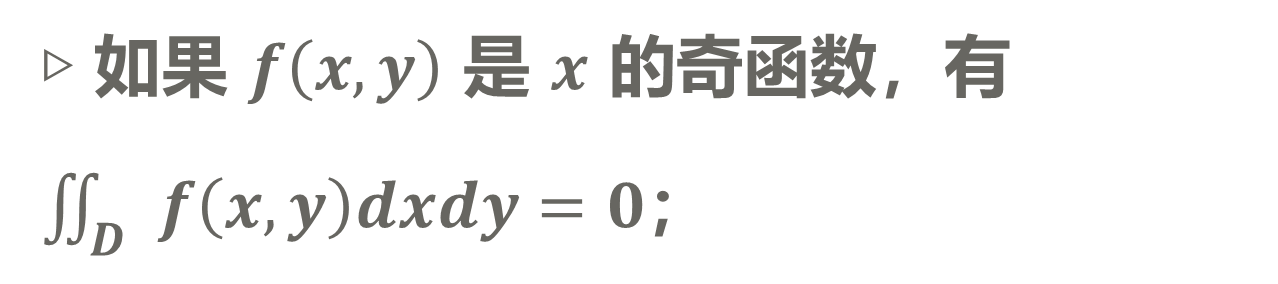 ▷ 如果 f(x,y) 是 x 的奇函数，有
∬_D f(x,y)dxdy = 0；